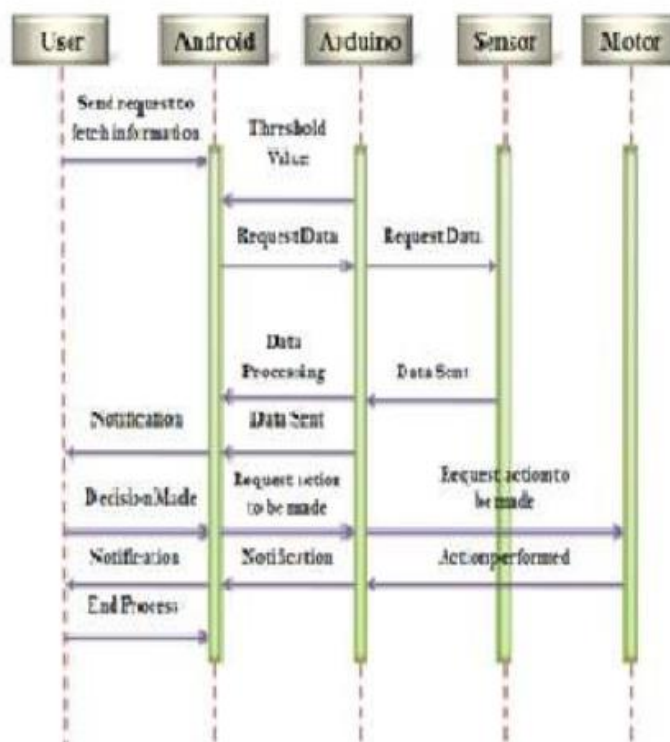 User Android Arduino Sensor Motor
Send request to
fetch information
Threshold
Value
Request Data Request Data
Data
Processing
Data Sent
Notification Data Sent
Decision Made
Request action
to be made
Request action to
be made
Notification Notification Action performed
End Process